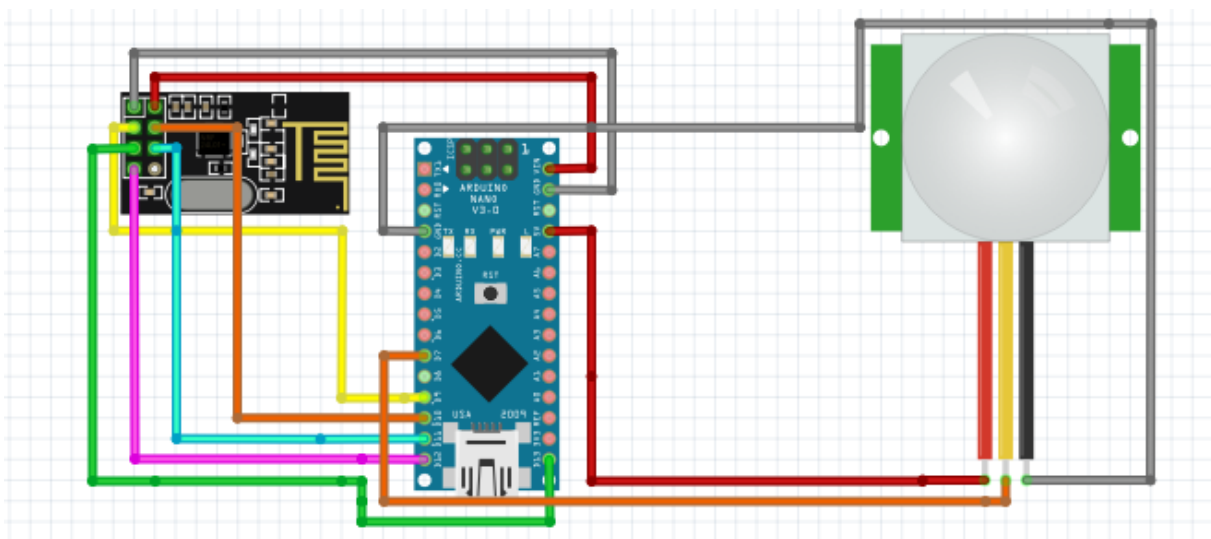 ICSP
1
TX1
VIN
ARDUINO
NANO
V3.0
RX0
GND
RST
RST
GND
TX RX PWR L
5V
D2
A7
D3
A6
ARDUINO.CC
RST
D4
A5
D5
A4
D6
A3
D7
A2
D8
A1
D9
A0
D10
USA
2009
REF
D11
3V3
D12
D13